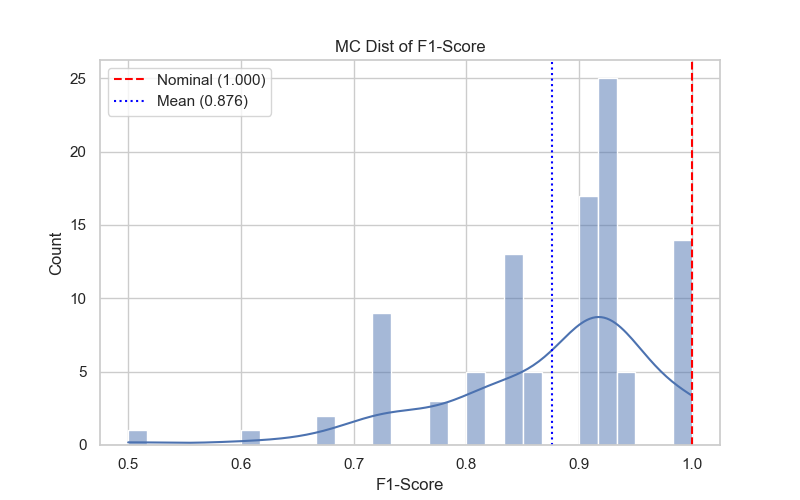 MC Dist of F1-Score
Nominal (1.000)
Mean (0.876)
Count
25
20
15
10
5
0
0.5 0.6 0.7 0.8 0.9 1.0
F1-Score